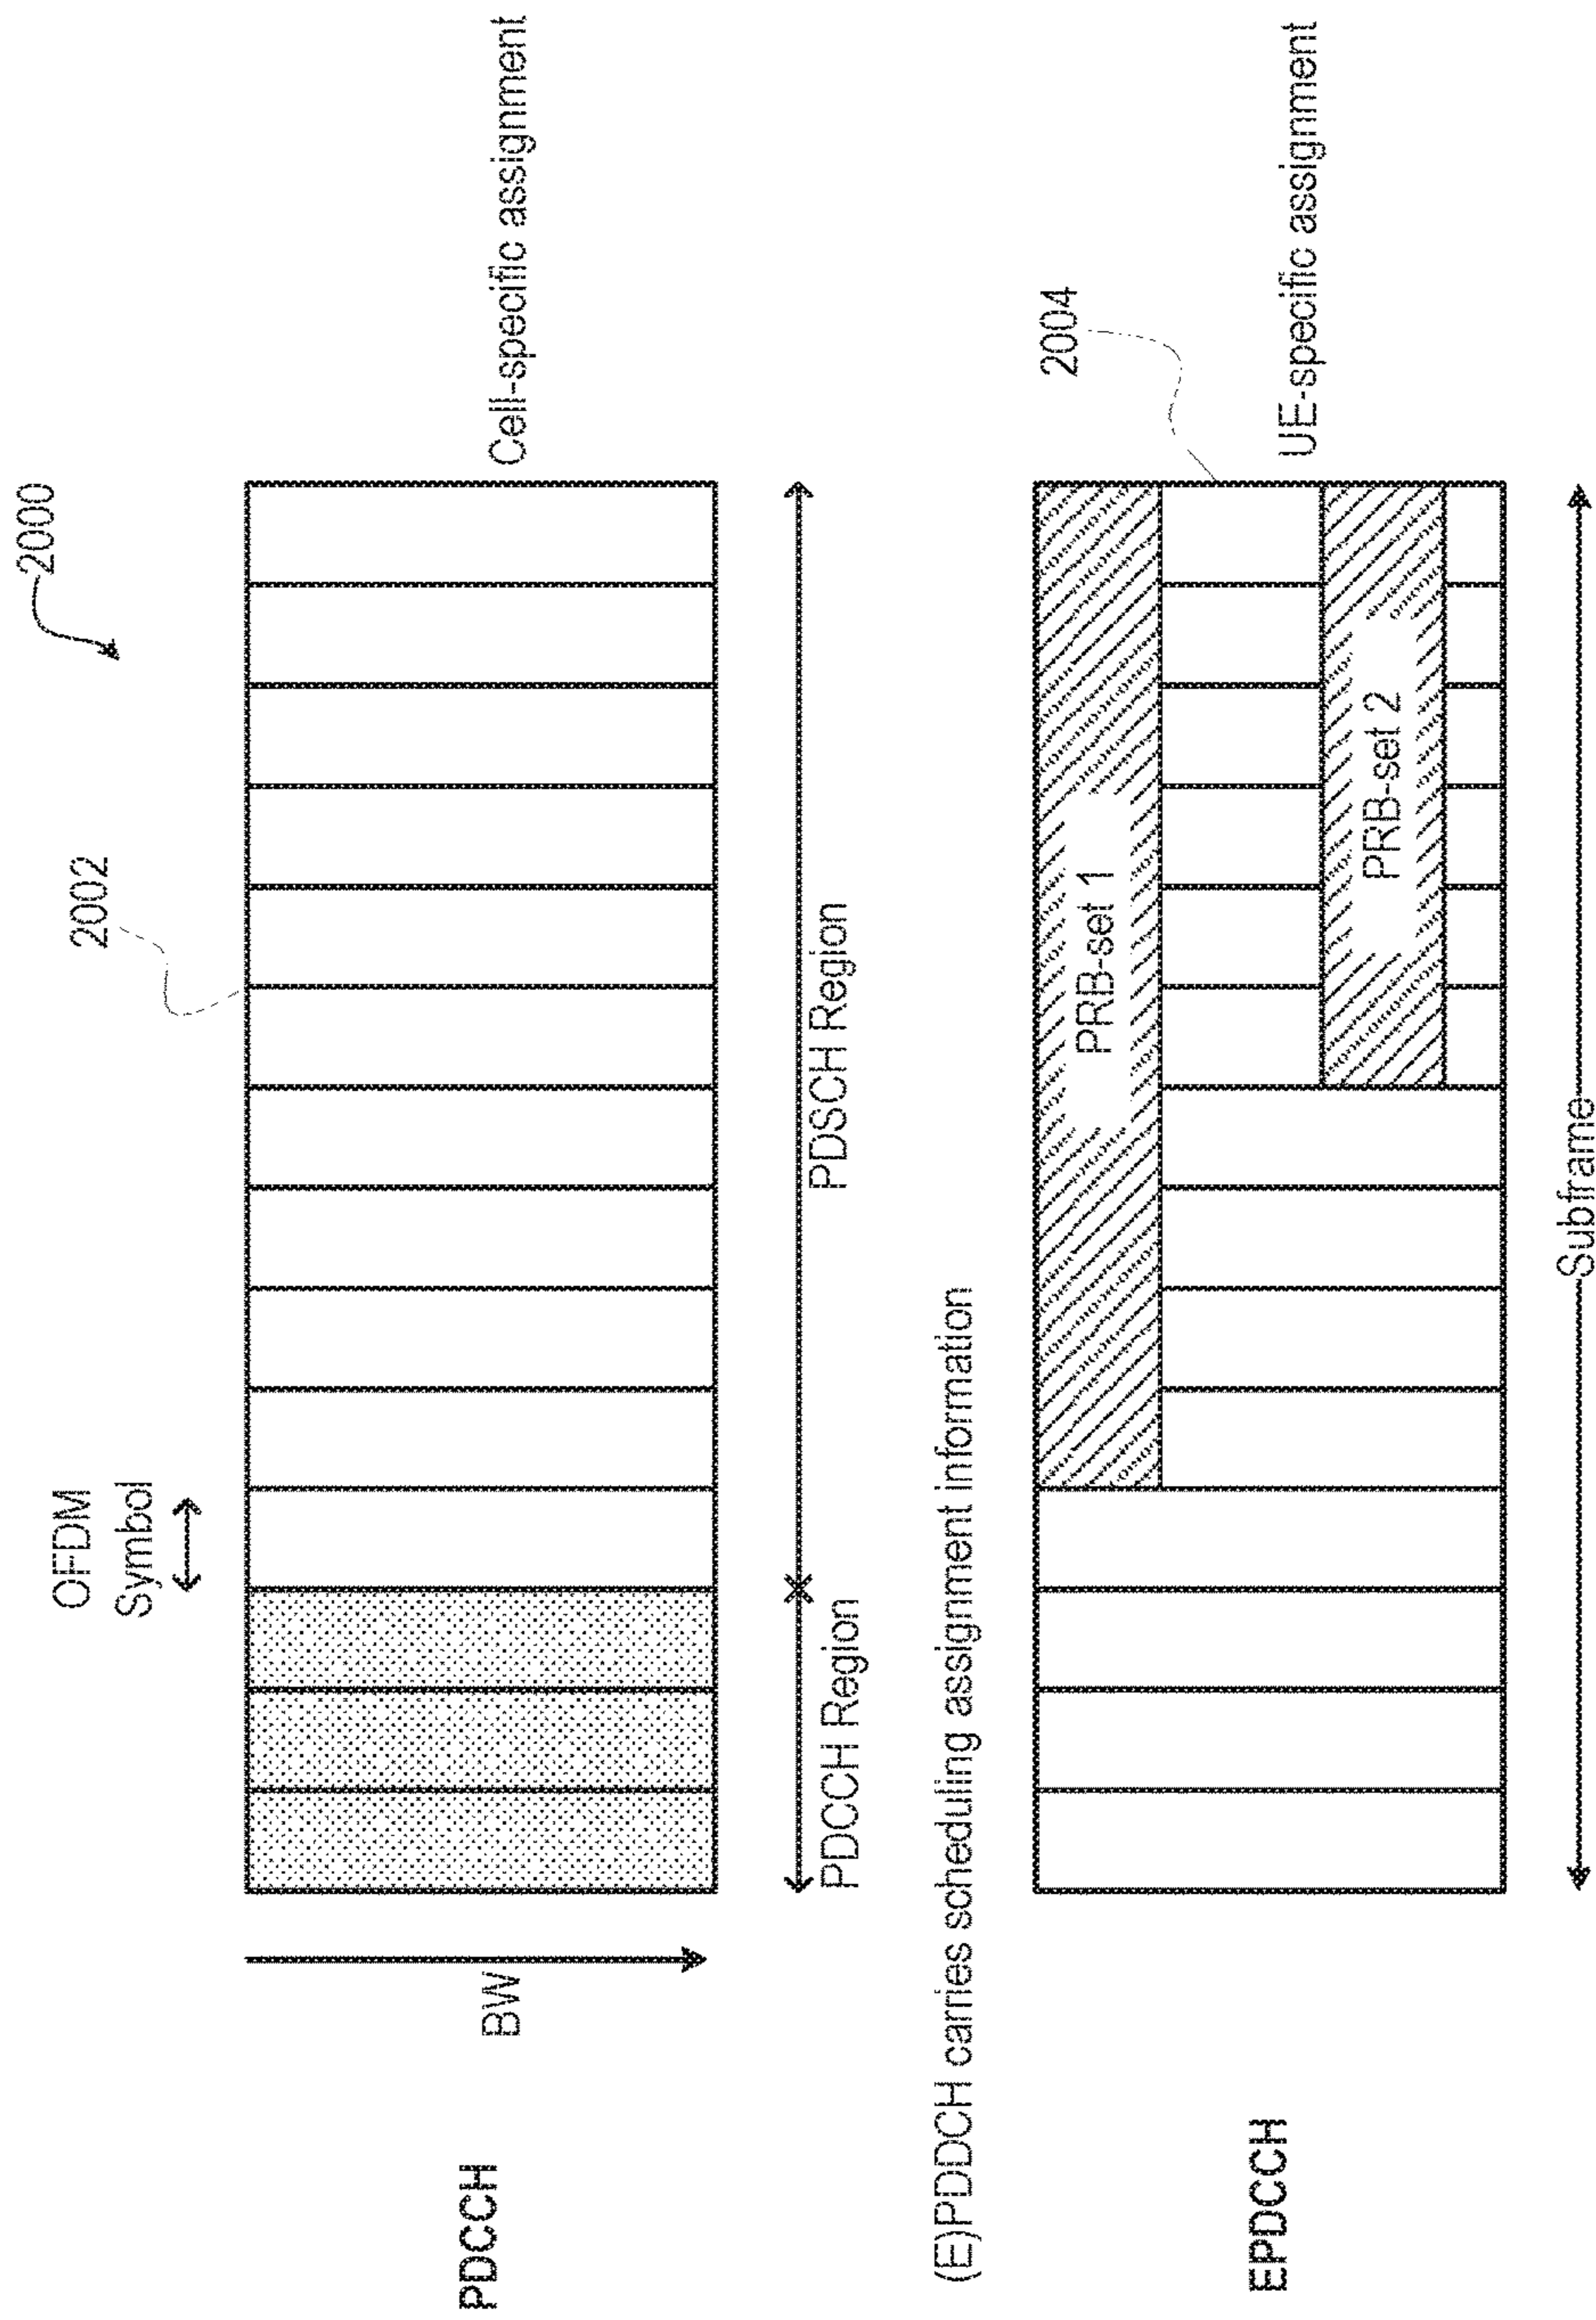 2000
OFDM
Symbol
2002
PDCCH
BW
Cell-specific assignment
PDCCH Region
PDSCH Region
(E)PDDCH carries scheduling assignment information
2004
PRB-set 1
EPDCCH
UE-specific assignment
PRB-set 2
Subframe